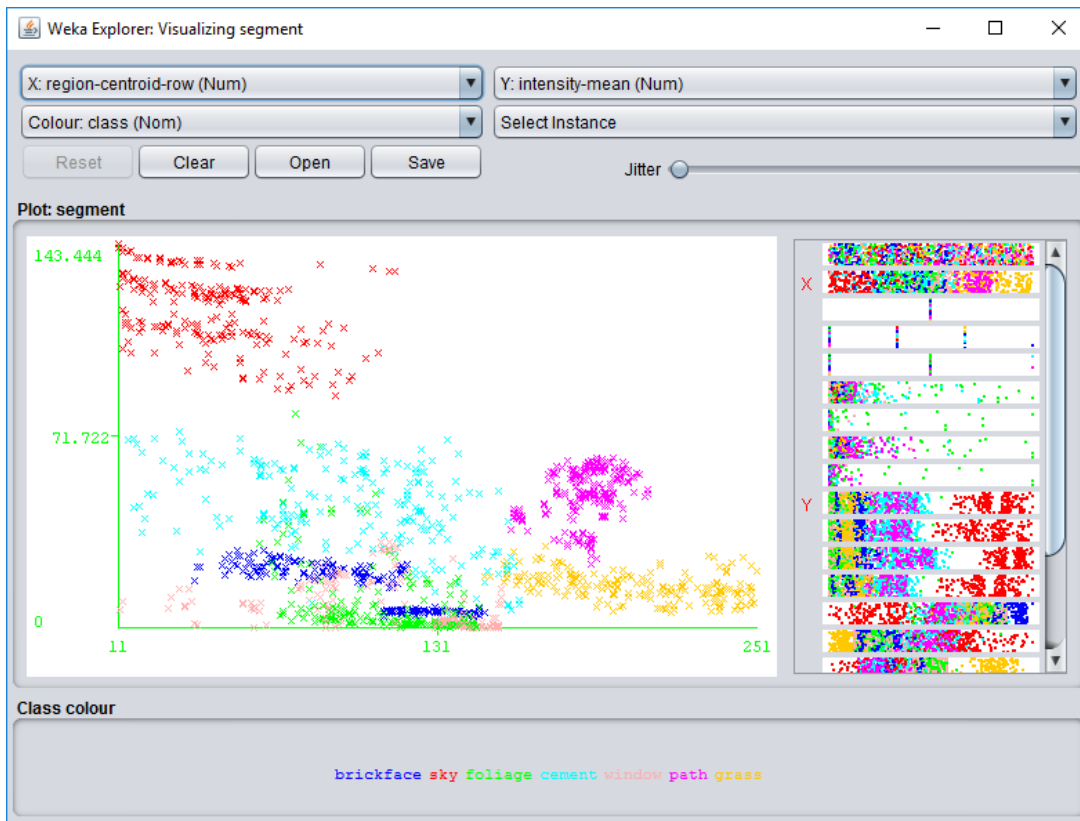 Weka Explorer: Visualizing segment
X: region-centroid-row (Num) Y: intensity-mean (Num)
Colour: class (Nom) Select Instance
Reset Clear Open Save Jitter
Plot: segment
143.444
71.722
0
11 131 251
X
Y
Class colour
brickface sky foliage cement window path grass